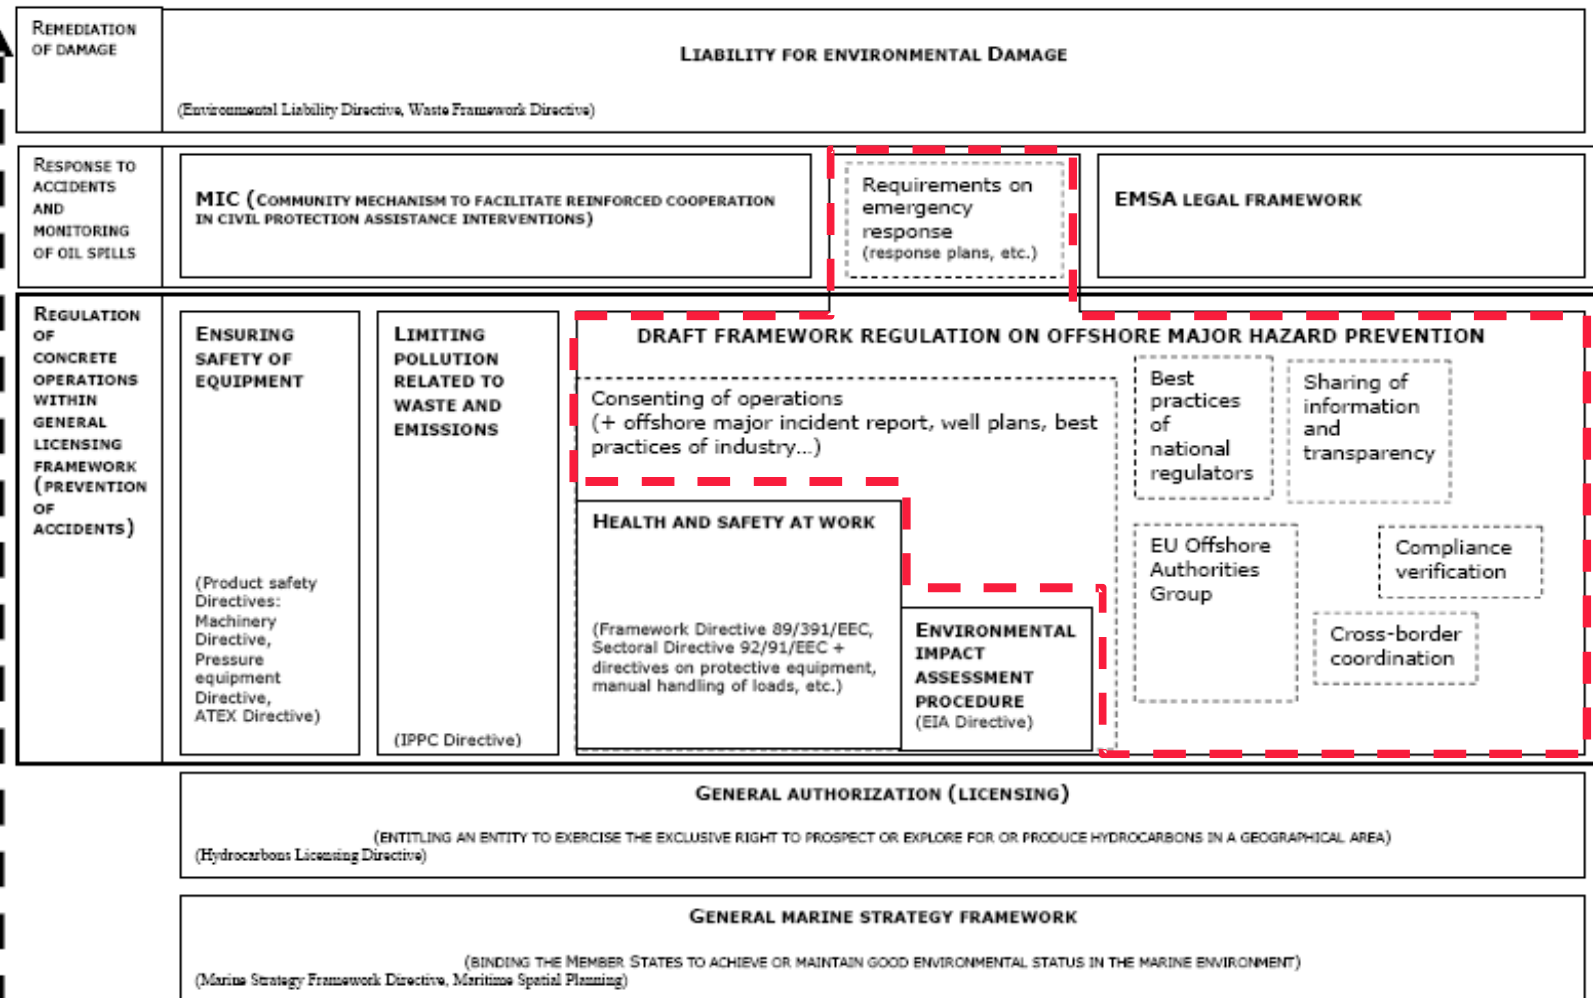 REMEDIATION
OF DAMAGE
LIABILITY FOR ENVIRONMENTAL DAMAGE
(Environmental Liability Directive, Waste Framework Directive)
RESPONSE TO
ACCIDENTS
AND
MONITORING
OF OIL SPILLS
MIC (COMMUNITY MECHANISM TO FACILITATE REINFORCED COOPERATION
IN CIVIL PROTECTION ASSISTANCE INTERVENTIONS)
Requirements on
emergency
response
(response plans, etc.)
EMSA LEGAL FRAMEWORK
REGULATION
OF
CONCRETE
OPERATIONS
WITHIN
GENERAL
LICENSING
FRAMEWORK
(PREVENTION
OF
ACCIDENTS)
ENSURING
SAFETY OF
EQUIPMENT
(Product safety
Directives:
Machinery
Directive,
Pressure
equipment
Directive,
ATEX Directive)
LIMITING
POLLUTION
RELATED TO
WASTE AND
EMISSIONS
(IPPC Directive)
DRAFT FRAMEWORK REGULATION ON OFFSHORE MAJOR HAZARD PREVENTION
Consenting of operations
(+ offshore major incident report, well plans, best
practices of industry...)
HEALTH AND SAFETY AT WORK
(Framework Directive 89/391/EEC,
Sectoral Directive 92/91/EEC +
directives on protective equipment,
manual handling of loads, etc.)
ENVIRONMENTAL
IMPACT
ASSESSMENT
PROCEDURE
(EIA Directive)
Best
practices
of
national
regulators
Sharing of
information
and
transparency
EU Offshore
Authorities
Group
Compliance
verification
Cross-border
coordination
GENERAL AUTHORIZATION (LICENSING)
(ENTITLING AN ENTITY TO EXERCISE THE EXCLUSIVE RIGHT TO PROSPECT OR EXPLORE FOR OR PRODUCE HYDROCARBONS IN A GEOGRAPHICAL AREA)
(Hydrocarbons Licensing Directive)
GENERAL MARINE STRATEGY FRAMEWORK
(BINDING THE MEMBER STATES TO ACHIEVE OR MAINTAIN GOOD ENVIRONMENTAL STATUS IN THE MARINE ENVIRONMENT)
(Marine Strategy Framework Directive, Maritime Spatial Planning)